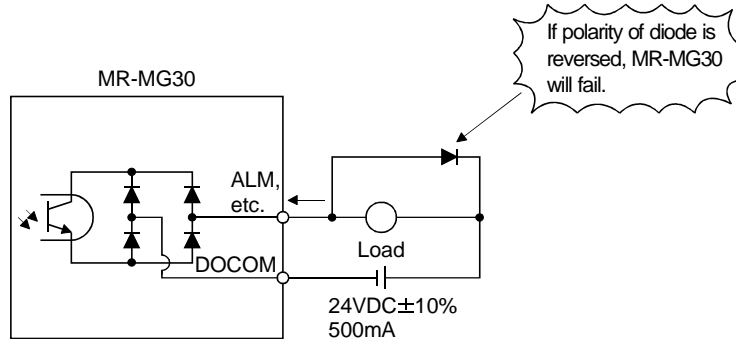 If polarity of diode is
reversed, MR-MG30
will fail.
MR-MG30
ALM,
etc.
Load
DOCOM
24VDC±10%
500mA